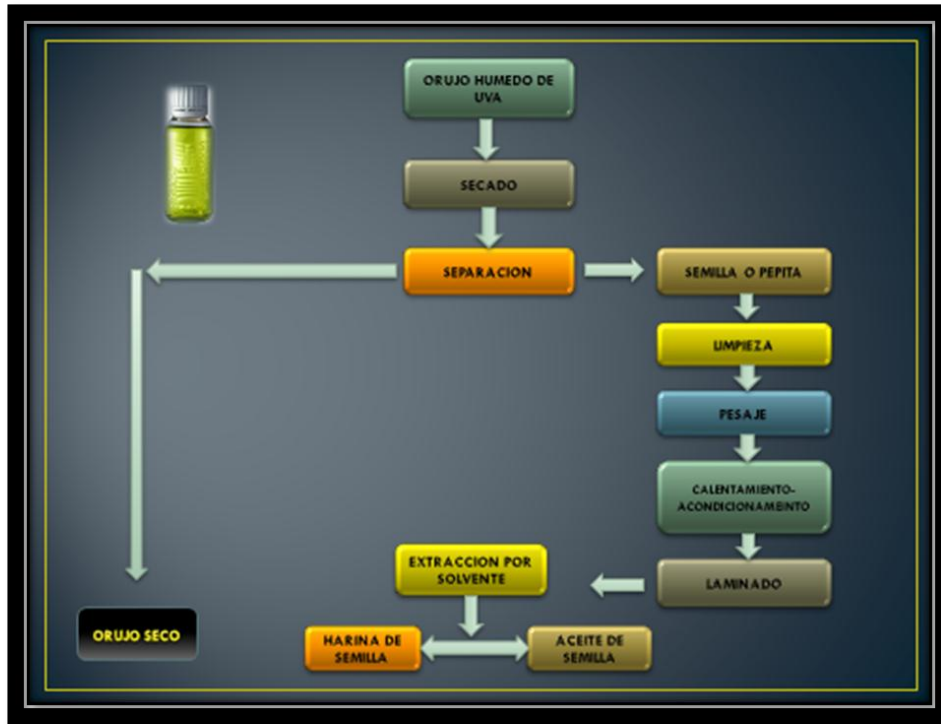 ORUJO HUMEDO DE
UVA
SECADO
SEPARACION
SEMILLA O PEPITA
LIMPIEZA
PESAJE
CALENTAMIENTO-
ACONDICIONAMEINTO
LAMINADO
EXTRACCION POR
SOLVENTE
HARINA DE
SEMILLA
ACEITE DE
SEMILLA
ORUJO SECO